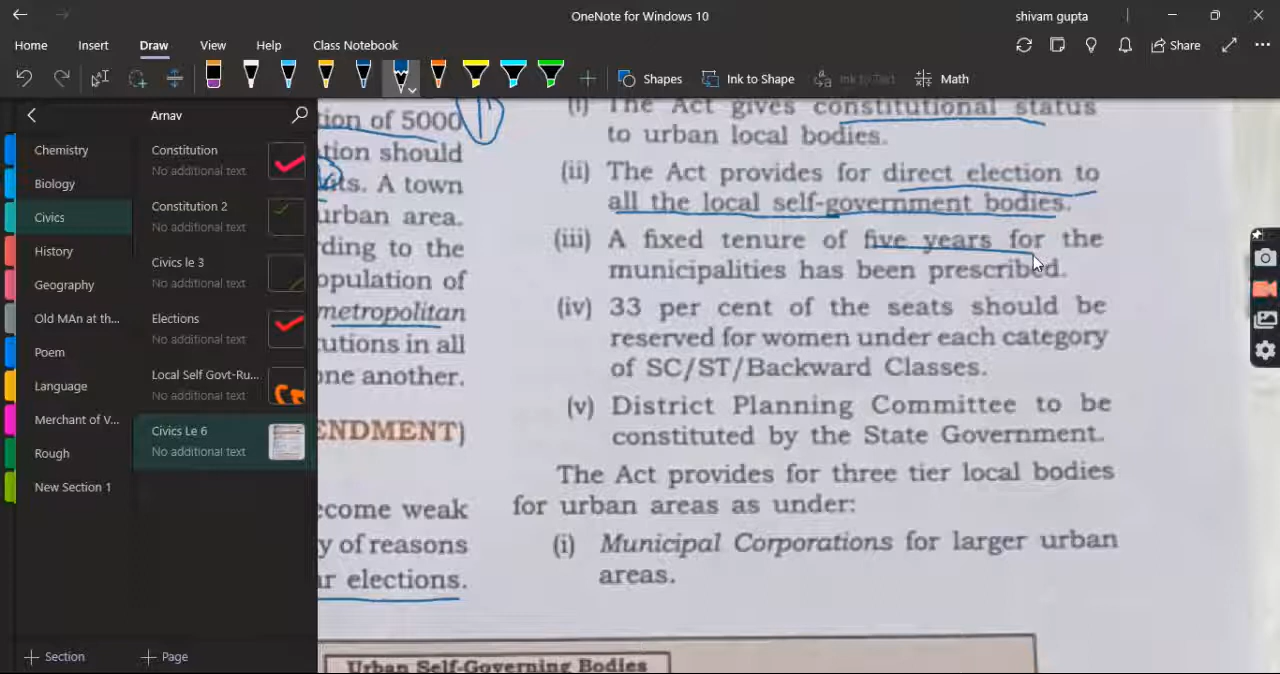 OneNote for Windows 10
shivam gupta
Home
Insert
Draw
View
Help
Class Notebook
Share
Shapes
Ink to Shape
Ink to Text
Math
Arnav
Chemistry
Biology
Civics
History
Geography
Old MAn at th...
Poem
Language
Merchant of V...
Rough
New Section 1
Constitution
No additional text
Constitution 2
No additional text
Civics le 3
No additional text
Elections
No additional text
Local Self Govt-Ru...
No additional text
Civics Le 6
No additional text
Section
Page
tion of 5000
tion should
A town
urban area.
rding to the
opulation of
metropolitan
utions in all
one another.
ENDMENT)
ecome weak
y of reasons
ar elections.
(i) The Act gives constitutional status
to urban local bodies.
(ii) The Act provides for direct election to
all the local self-government bodies.
(iii) A fixed tenure of five years for the
municipalities has been prescribed.
(iv) 33 per cent of the seats should be
reserved for women under each category
of SC/ST/Backward Classes.
(v) District Planning Committee to be
constituted by the State Government.
The Act provides for three tier local bodies
for urban areas as under:
(i) Municipal Corporations for larger urban
areas.
Urban Self-Governing Bodies